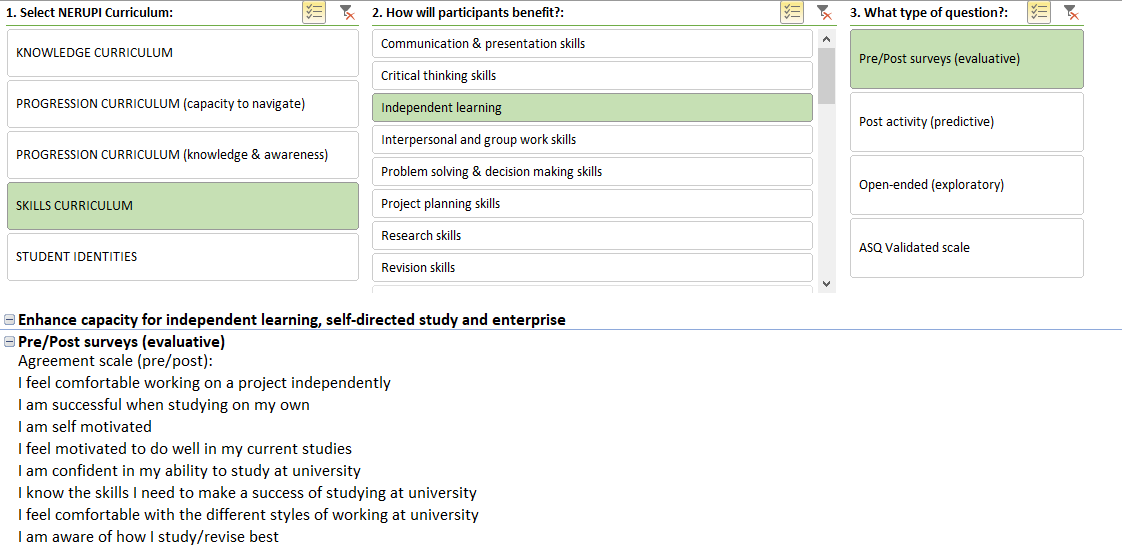 1. Select NERUPI Curriculum:
KNOWLEDGE CURRICULUM
PROGRESSION CURRICULUM (capacity to navigate)
PROGRESSION CURRICULUM (knowledge & awareness)
SKILLS CURRICULUM
STUDENT IDENTITIES
2. How will participants benefit?:
Communication & presentation skills
Critical thinking skills
Independent learning
Interpersonal and group work skills
Problem solving & decision making skills
Project planning skills
Research skills
Revision skills
3. What type of question?:
Pre/Post surveys (evaluative)
Post activity (predictive)
Open-ended (exploratory)
ASQ Validated scale
Enhance capacity for independent learning, self-directed study and enterprise
Pre/Post surveys (evaluative)
Agreement scale (pre/post):
I feel comfortable working on a project independently
I am successful when studying on my own
I am self motivated
I feel motivated to do well in my current studies
I am confident in my ability to study at university
I know the skills I need to make a success of studying at university
I feel comfortable with the different styles of working at university
I am aware of how I study/revise best